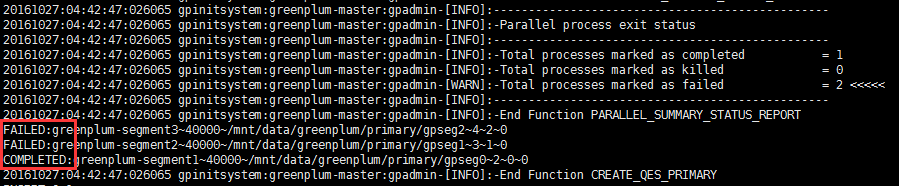 20161027:04:42:47:026065 gpinitsystem:greenplum-master:gpadmin-[INFO]:------------------------------------------------
20161027:04:42:47:026065 gpinitsystem:greenplum-master:gpadmin-[INFO]:-Parallel process exit status
20161027:04:42:47:026065 gpinitsystem:greenplum-master:gpadmin-[INFO]:------------------------------------------------
20161027:04:42:47:026065 gpinitsystem:greenplum-master:gpadmin-[INFO]:-Total processes marked as completed           = 1
20161027:04:42:47:026065 gpinitsystem:greenplum-master:gpadmin-[INFO]:-Total processes marked as killed              = 0
20161027:04:42:47:026065 gpinitsystem:greenplum-master:gpadmin-[WARN]:-Total processes marked as failed              = 2 <<<<<
20161027:04:42:47:026065 gpinitsystem:greenplum-master:gpadmin-[INFO]:------------------------------------------------
20161027:04:42:47:026065 gpinitsystem:greenplum-master:gpadmin-[INFO]:-End Function PARALLEL_SUMMARY_STATUS_REPORT
FAILED:greenplum-segment3~40000~/mnt/data/greenplum/primary/gpseg2~4~2~0
FAILED:greenplum-segment2~40000~/mnt/data/greenplum/primary/gpseg1~3~1~0
COMPLETED:greenplum-segment1~40000~/mnt/data/greenplum/primary/gpseg0~2~0~0
20161027:04:42:47:026065 gpinitsystem:greenplum-master:gpadmin-[INFO]:-End Function CREATE_QES_PRIMARY